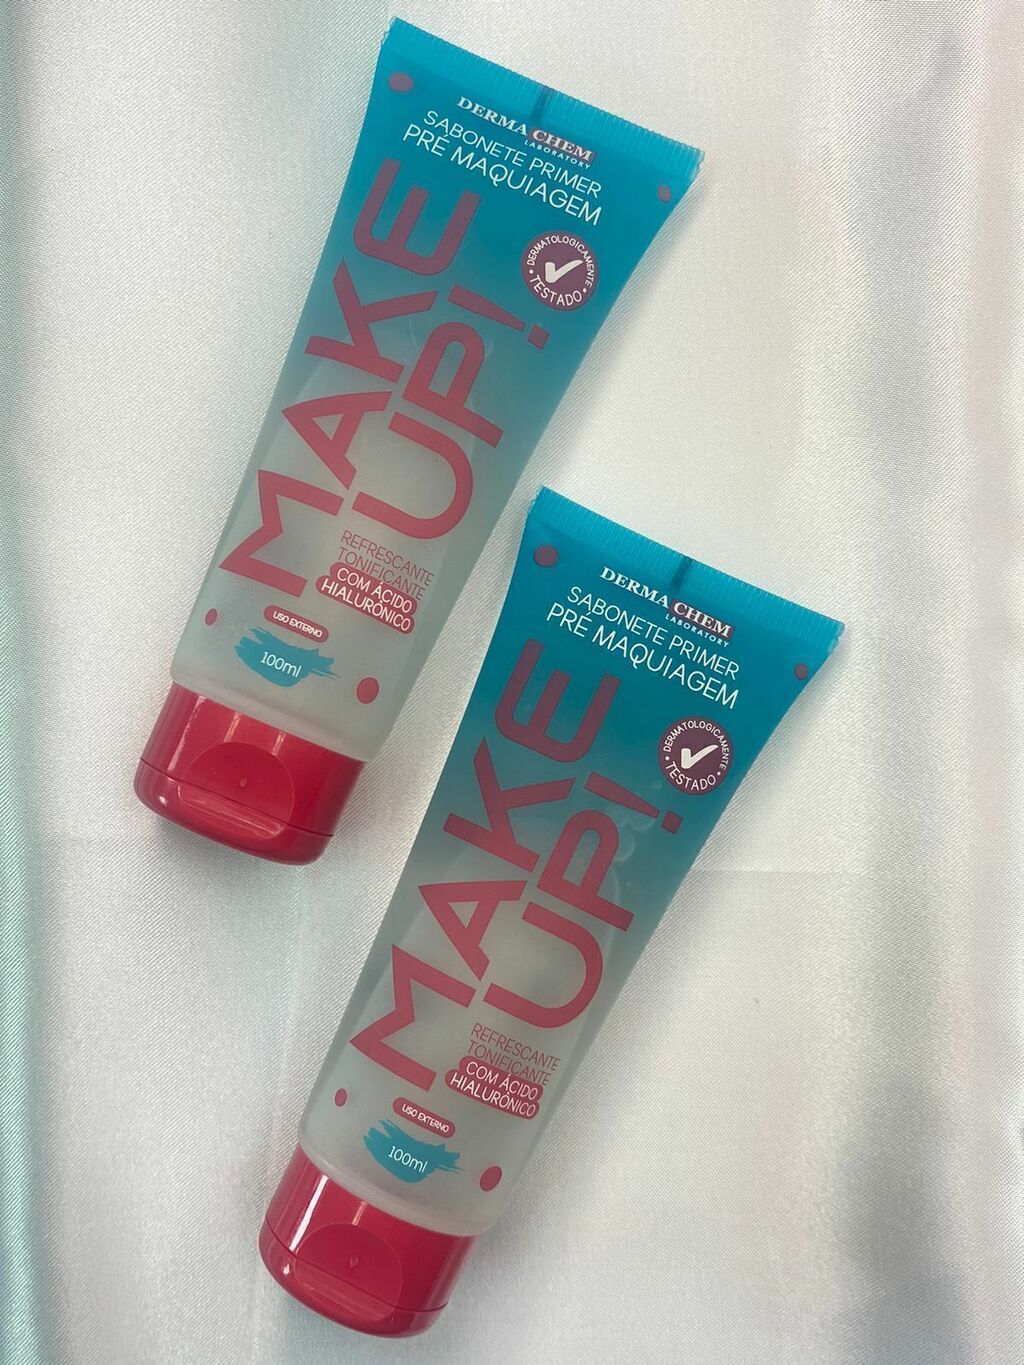 DERMA CHEM
LABORATORY
SABONETE PRIMER
PRÉ MAQUIAGEM
DERMATOLOGICAMENTE
TESTADO
MAKE
UP!
REFRESCANTE
TONIFICANTE
COM ÁCIDO
HIALURÔNICO
USO EXTERNO
100ml
DERMA CHEM
LABORATORY
SABONETE PRIMER
PRÉ MAQUIAGEM
DERMATOLOGICAMENTE
TESTADO
MAKE
UP!
REFRESCANTE
TONIFICANTE
COM ÁCIDO
HIALURÔNICO
USO EXTERNO
100ml